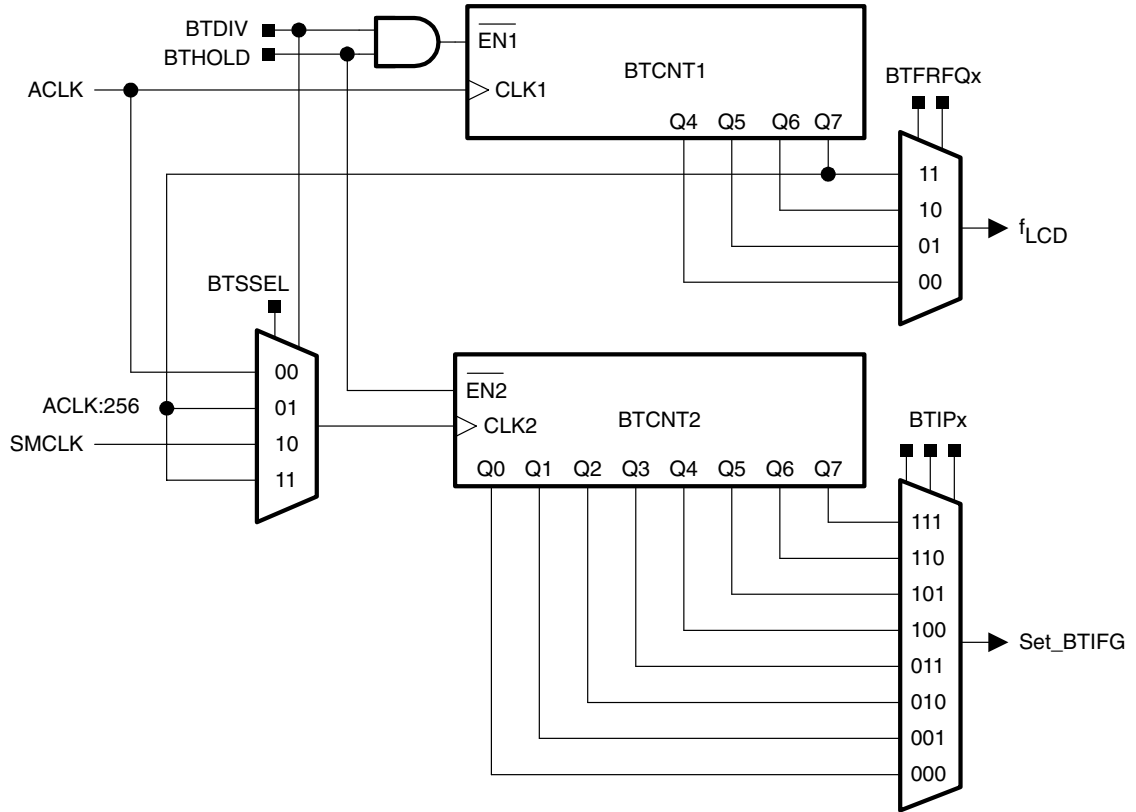 BTDIV
BTHOLD
EN1
BTCNT1
ACLK
CLK1
BTFRFQx
Q4 Q5 Q6 Q7
11
10
01
00
fLCD
BTSSEL
00
01
10
11
ACLK:256
SMCLK
EN2
CLK2
BTCNT2
Q0 Q1 Q2 Q3 Q4 Q5 Q6 Q7
BTIPx
111
110
101
100
011
010
001
000
Set_BTIFG